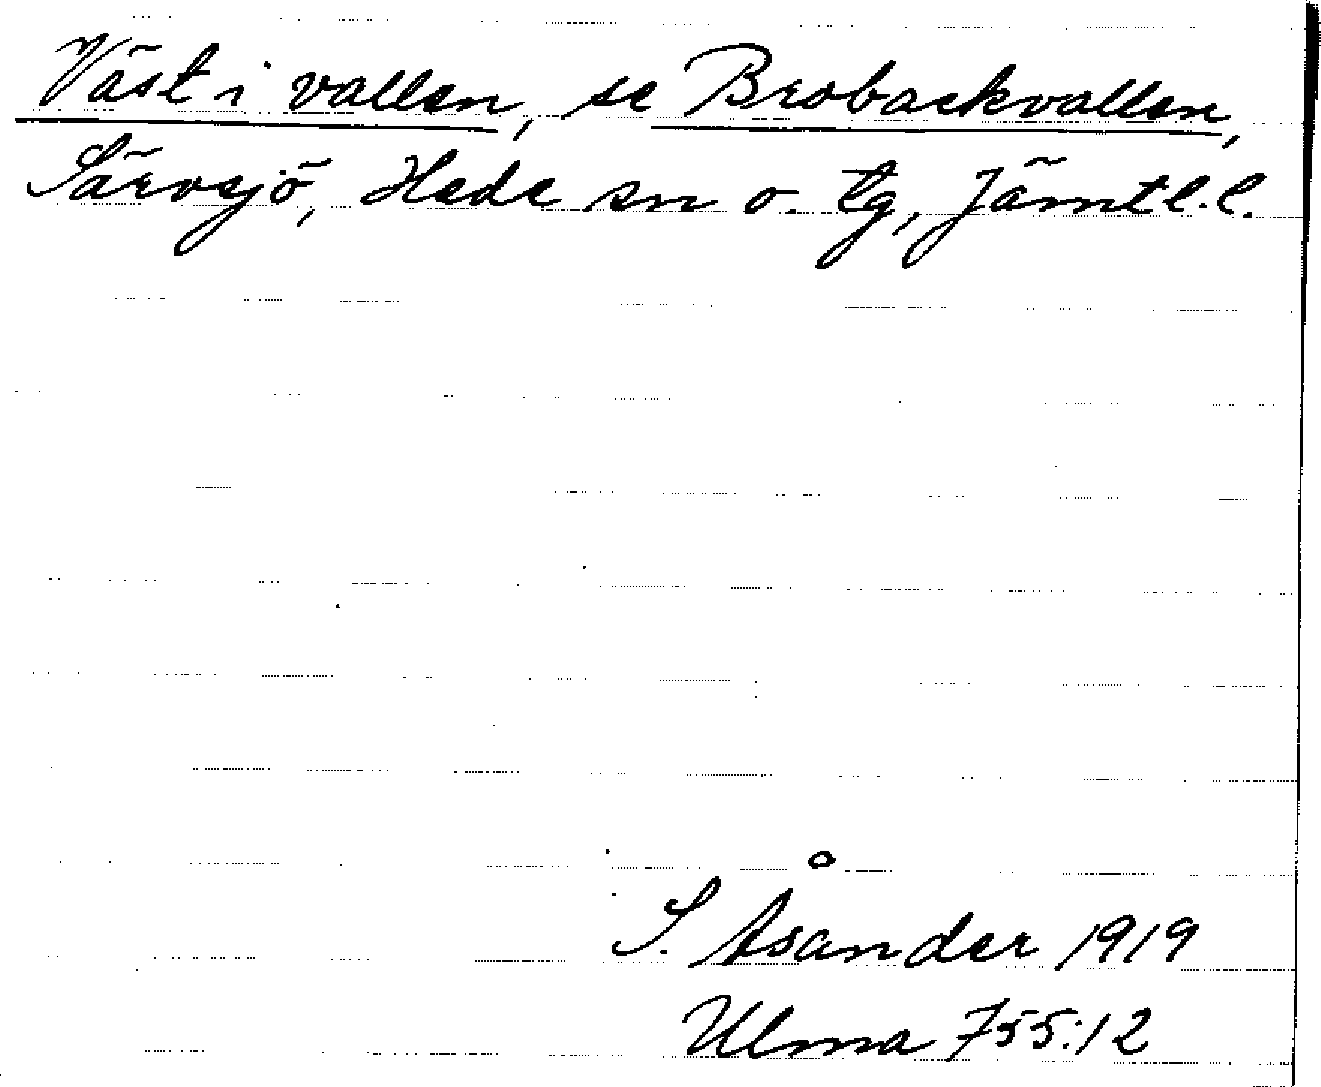 Väst i vallen, se Brobackvallen,
Särvsjö, Hede sn o. tg, Jämtl.l.
S. Åsander 1919
Ulma 755:12